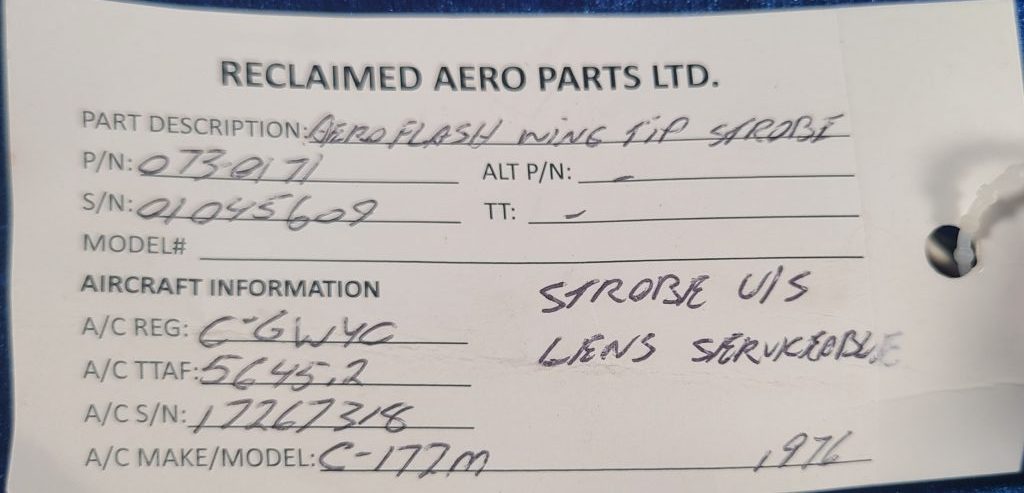 RECLAIMED AERO PARTS LTD.
PART DESCRIPTION: AEROFLASH WING TIP STROBE
P/N: 073-0171 ALT P/N: -
S/N: 01045609 TT: -
MODEL#
AIRCRAFT INFORMATION
STROBE U/S
A/C REG: C-GWYC
LENS SERVICEABLE
A/C TTAF: 5645.2
A/C S/N: 17267318
A/C MAKE/MODEL: C-172M 1976